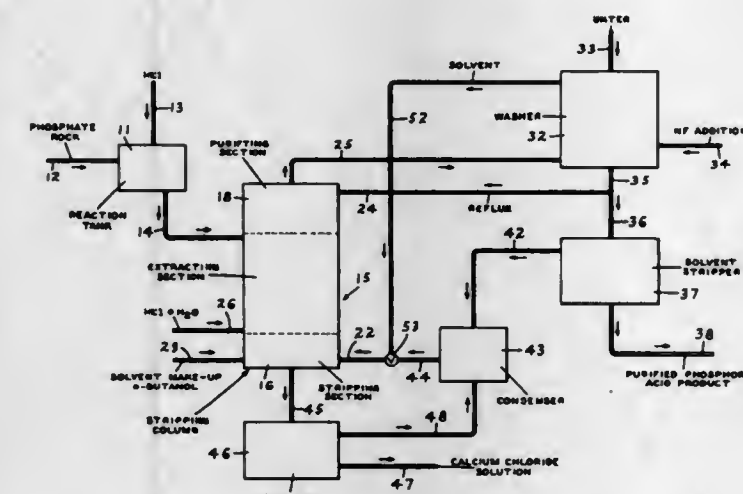 WATER
33
SOLVENT
HCl
13
52
WASHER
32
PHOSPHATE
ROCK
11
12
PURIFYING
SECTION
25
HF ADDITION
34
35
18
24
REFLUX
36
REACTION
TANK
14
42
EXTRACTING
SECTION
15
SOLVENT
STRIPPER
37
HCl & H2O
26
53
29
22
43
38
SOLVENT MAKE-UP
n-BUTANOL
16
STRIPPING
SECTION
44
CONDENSER
PURIFIED PHOSPHORIC
ACID PRODUCT
STRIPPING
COLUMN
45
48
46
47
CALCIUM CHLORIDE
SOLUTION